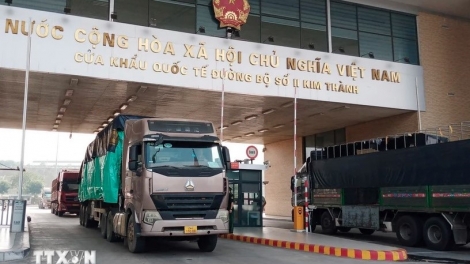 NƯỚC CỘNG HÒA XÃ HỘI CHỦ NGHĨA VIỆT NAM
CỬA KHẨU QUỐC TẾ ĐƯỜNG BỘ SỐ II KIM THÀNH
TTXVN